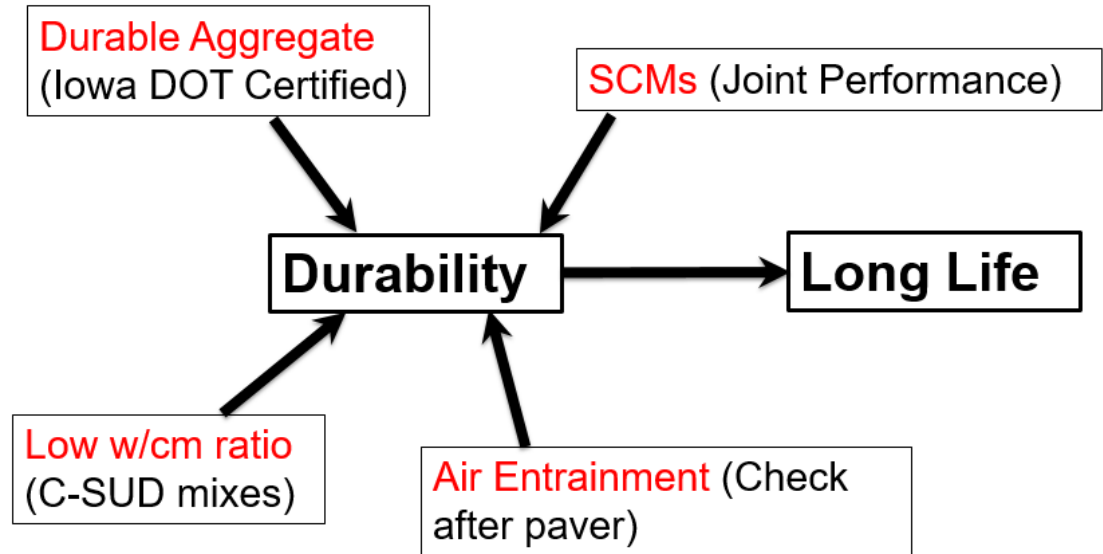 Durable Aggregate
(Iowa DOT Certified)
SCMs (Joint Performance)
Durability
Long Life
Low w/cm ratio
(C-SUD mixes)
Air Entrainment (Check
after paver)